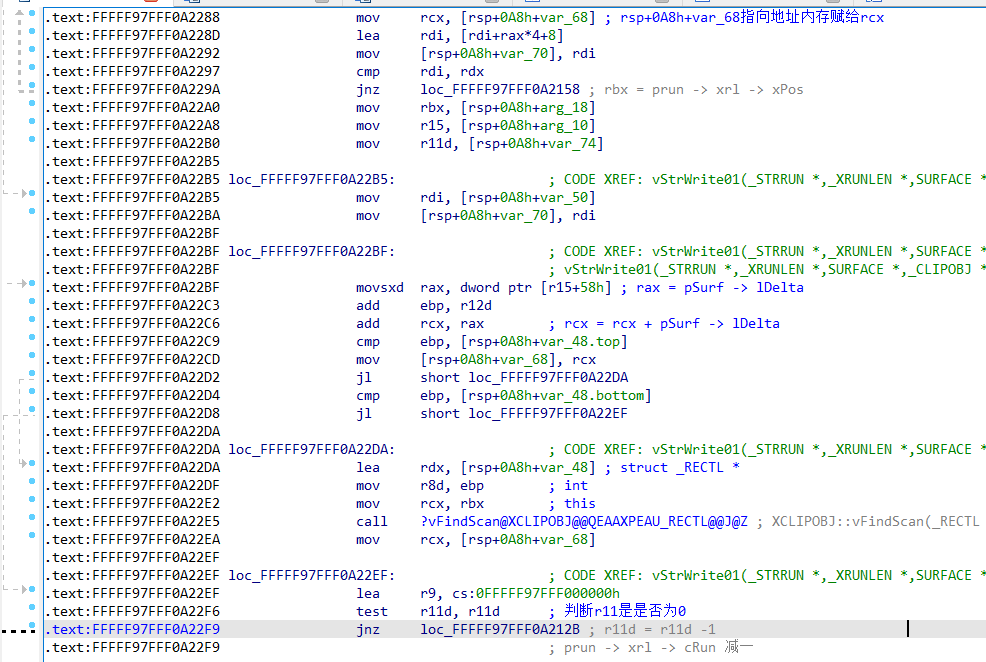 .text:FFFFF97FFF0A2288 mov rcx, [rsp+0A8h+var_68] ; rsp+0A8h+var_68指向地址内存赋给rcx
.text:FFFFF97FFF0A228D lea rdi, [rdi+rax*4+8]
.text:FFFFF97FFF0A2292 mov [rsp+0A8h+var_70], rdi
.text:FFFFF97FFF0A2297 cmp rdi, rdx
.text:FFFFF97FFF0A229A jnz loc_FFFFF97FFF0A2158 ; rbx = prun -> xrl -> xPos
.text:FFFFF97FFF0A22A0 mov rbx, [rsp+0A8h+arg_18]
.text:FFFFF97FFF0A22A8 mov r15, [rsp+0A8h+arg_10]
.text:FFFFF97FFF0A22B0 mov r11d, [rsp+0A8h+var_74]
.text:FFFFF97FFF0A22B5
.text:FFFFF97FFF0A22B5 loc_FFFFF97FFF0A22B5: ; CODE XREF: vStrWrite01(_STRRUN *,_XRUNLEN *,SURFACE *
.text:FFFFF97FFF0A22B5 mov rdi, [rsp+0A8h+var_50]
.text:FFFFF97FFF0A22BA mov [rsp+0A8h+var_70], rdi
.text:FFFFF97FFF0A22BF
.text:FFFFF97FFF0A22BF loc_FFFFF97FFF0A22BF: ; CODE XREF: vStrWrite01(_STRRUN *,_XRUNLEN *,SURFACE *
.text:FFFFF97FFF0A22BF ; vStrWrite01(_STRRUN *,_XRUNLEN *,SURFACE *,_CLIPOBJ *
.text:FFFFF97FFF0A22BF movsxd rax, dword ptr [r15+58h] ; rax = pSurf -> lDelta
.text:FFFFF97FFF0A22C3 add ebp, r12d
.text:FFFFF97FFF0A22C6 add rcx, rax ; rcx = rcx + pSurf -> lDelta
.text:FFFFF97FFF0A22C9 cmp ebp, [rsp+0A8h+var_48.top]
.text:FFFFF97FFF0A22CD mov [rsp+0A8h+var_68], rcx
.text:FFFFF97FFF0A22D2 jl short loc_FFFFF97FFF0A22DA
.text:FFFFF97FFF0A22D4 cmp ebp, [rsp+0A8h+var_48.bottom]
.text:FFFFF97FFF0A22D8 jl short loc_FFFFF97FFF0A22EF
.text:FFFFF97FFF0A22DA
.text:FFFFF97FFF0A22DA loc_FFFFF97FFF0A22DA: ; CODE XREF: vStrWrite01(_STRRUN *,_XRUNLEN *,SURFACE *
.text:FFFFF97FFF0A22DA lea rdx, [rsp+0A8h+var_48] ; struct _RECTL *
.text:FFFFF97FFF0A22DF mov r8d, ebp ; int
.text:FFFFF97FFF0A22E2 mov rcx, rbx ; this
.text:FFFFF97FFF0A22E5 call ?vFindScan@XCLIPOBJ@@QEAAXPEAU_RECTL@@J@Z ; XCLIPOBJ::vFindScan(_RECTL
.text:FFFFF97FFF0A22EA mov rcx, [rsp+0A8h+var_68]
.text:FFFFF97FFF0A22EF
.text:FFFFF97FFF0A22EF loc_FFFFF97FFF0A22EF: ; CODE XREF: vStrWrite01(_STRRUN *,_XRUNLEN *,SURFACE *
.text:FFFFF97FFF0A22EF lea r9, cs:0FFFFF97FFF000000h
.text:FFFFF97FFF0A22F6 test r11d, r11d ; 判断r11是是否为0
.text:FFFFF97FFF0A22F9 jnz loc_FFFFF97FFF0A212B ; r11d = r11d -1
.text:FFFFF97FFF0A22F9 ; prun -> xrl -> cRun 减一